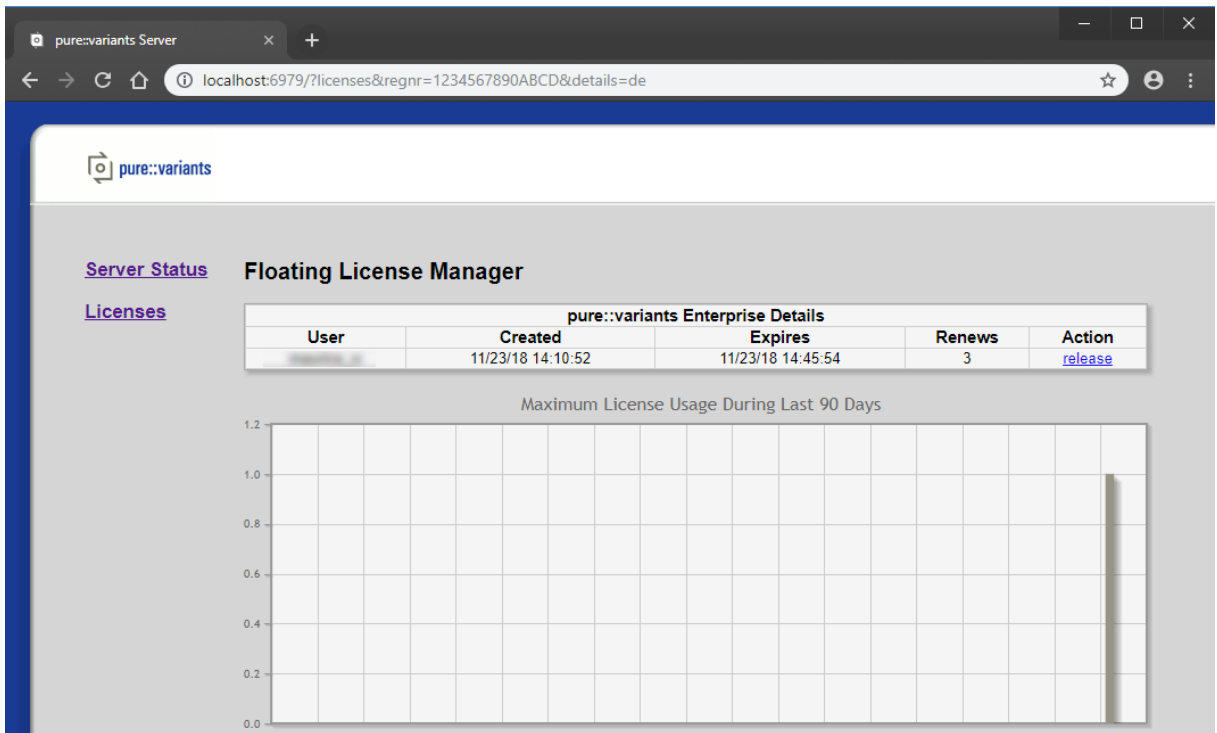 pure::variants Server
localhost:6979/?licenses&regnr=1234567890ABCD&details=de
pure::variants
Server Status
Licenses
Floating License Manager
pure::variants Enterprise Details
User Created Expires Renews Action
11/23/18 14:10:52 11/23/18 14:45:54 3 release
Maximum License Usage During Last 90 Days
1.2
1.0
0.8
0.6
0.4
0.2
0.0